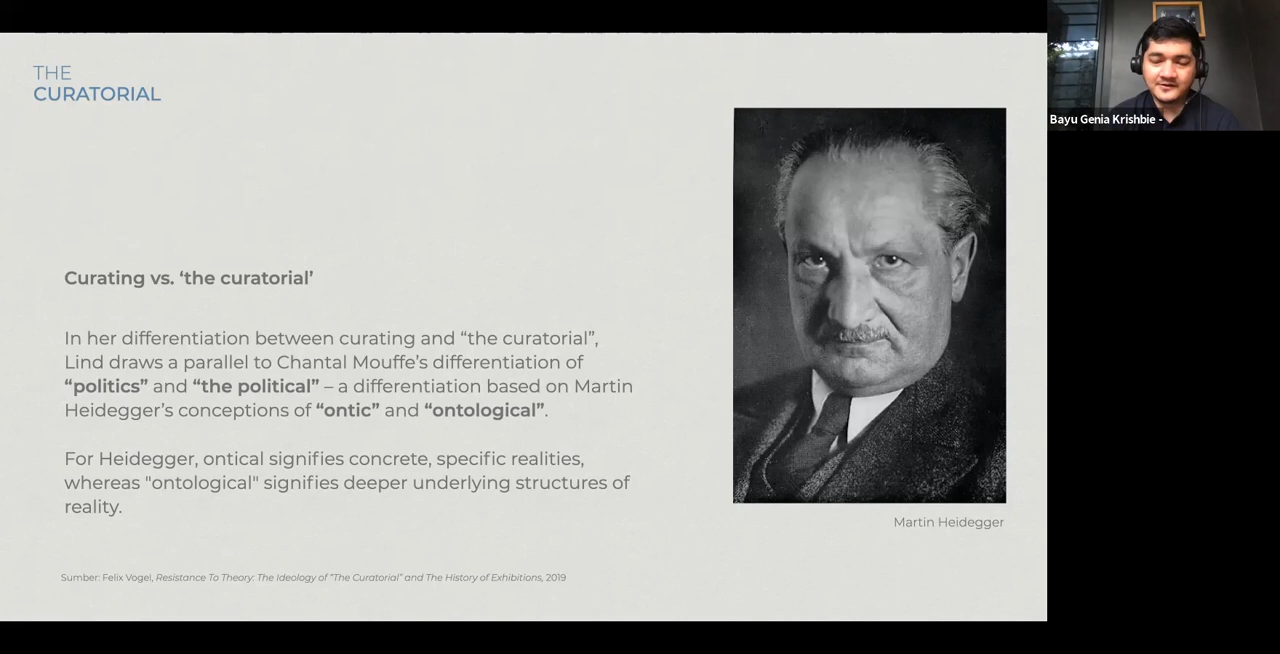 THE
CURATORIAL
Curating vs. ‘the curatorial’
In her differentiation between curating and “the curatorial”,
Lind draws a parallel to Chantal Mouffe’s differentiation of
“politics” and “the political” – a differentiation based on Martin
Heidegger’s conceptions of “ontic” and “ontological”.
For Heidegger, ontical signifies concrete, specific realities,
whereas "ontological" signifies deeper underlying structures of
reality.
Martin Heidegger
Sumber: Felix Vogel, Resistance To Theory: The Ideology of “The Curatorial” and The History of Exhibitions, 2019
Bayu Genia Krishbie -